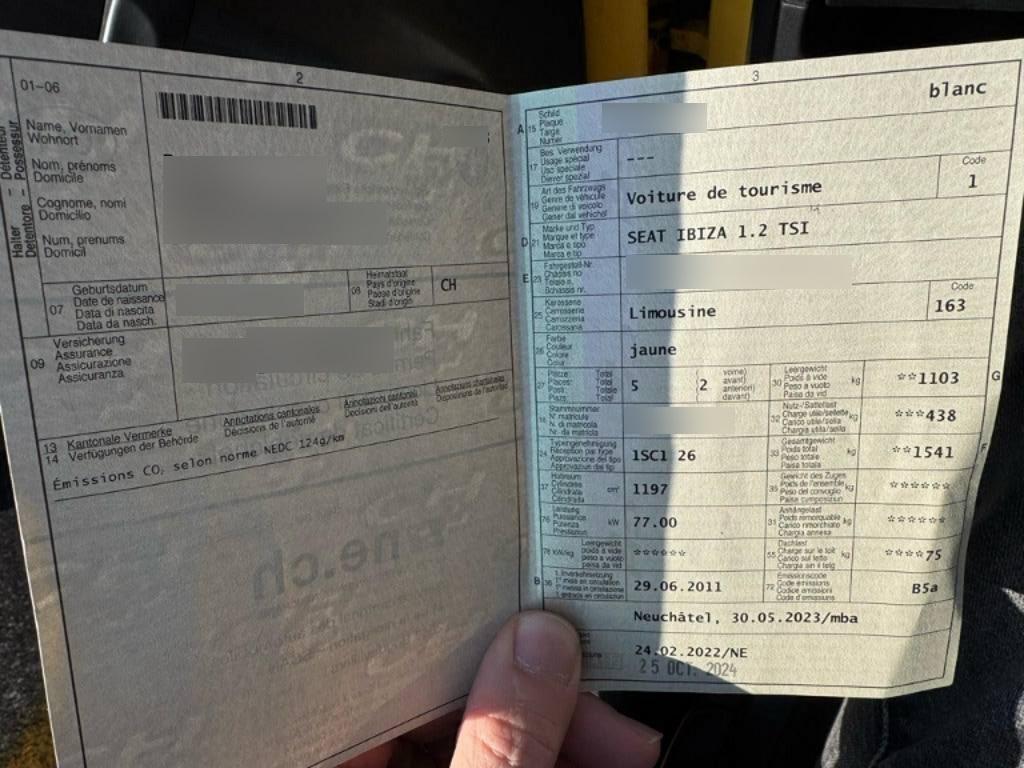 2
01-06
Halter – Détenteur
Detentore – Possessur
Name, Vornamen
Wohnort
Nom, prénoms
Domicile
Cognome, nomi
Domicilio
Num, prenums
Domicil
07
Geburtsdatum
Date de naissance
Data di nascita
Data da nasch.
08
Heimatstaat
Pays d'origine
Paese d'origine
Stadi d'origin
CH
09
Versicherung
Assurance
Assicurazione
Assicuranza
13 Kantonale Vermerke
Annotations cantonales
Annotazioni cantonali
Annotaziuns chantunalas
14 Verfügungen der Behörde
Décisions de l'autorité
Decisioni dell'autorità
Disposiziuns da l'autoritad
Émissions CO₂ selon norme NEDC 124g/km
3
blanc
A 15
Schild
Plaque
Targa
Numer
17
Bes. Verwendung
Usage spécial
Uso speciale
Diever spezial
---
19
Art des Fahrzeugs
Genre de véhicule
Genere di veicolo
Gener dal vehichel
Voiture de tourisme
Code
1
D 21
Marke und Typ
Marque et type
Marca e tipo
Marca e tip
SEAT IBIZA 1.2 TSI
E 23
Fahrgestell-Nr.
Châssis no
Telaio n.
Schassis nr.
25
Karosserie
Carrosserie
Carrozzeria
Carossaria
Limousine
Code
163
26
Farbe
Couleur
Colore
Colur
jaune
27
Plätze: Total
Places: Total
Posti: Totale
Plazs: Total
5
(2
vorne)
avant)
anteriori)
davant)
30
Leergewicht
Poids à vide
Peso a vuoto
Paisa da vid
kg
☆☆1103
G
18
Stammnummer
N° matricule
N. di matricola
Nr. da matricla
32
Nutz-/Sattellast
Charge utile/sellette
Carico utile/sella
Chargia utila/sella
kg
☆☆☆438
24
Typengenehmigung
Réception par type
Approvazione del tipo
Approvaziun dal tip
1SC1 26
33
Gesamtgewicht
Poids total
Peso totale
Paisa totala
kg
☆☆1541
F
37
Hubraum
Cylindrée
Cilindrata
Cilindrada
cm³
1197
35
Gewicht des Zuges
Poids de l'ensemble
Peso del convoglio
Paisa cumposiziun
kg
☆☆☆☆☆☆
76
Leistung
Puissance
Potenza
Prestaziun
kW
77.00
31
Anhängelast
Poids remorquable
Carico rimorchiato
Chargia annexa
kg
☆☆☆☆☆☆
78 kW/kg
Leergewicht
poids à vide
peso a vuoto
paisa da vid
☆☆☆☆☆☆
55
Dachlast
Charge sur le toit
Carico sul tetto
Chargia sin il tetg
kg
☆☆☆☆75
B 36
1. Inverkehrsetzung
1re mise en circulation
1a messa in circolazione
1. entrada en circulaziun
29.06.2011
72
Emissionscode
Code émissions
Codice emissioni
Code d'emissiuns
B5a
Neuchâtel, 30.05.2023/mba
24.02.2022/NE
25 OCT. 2024